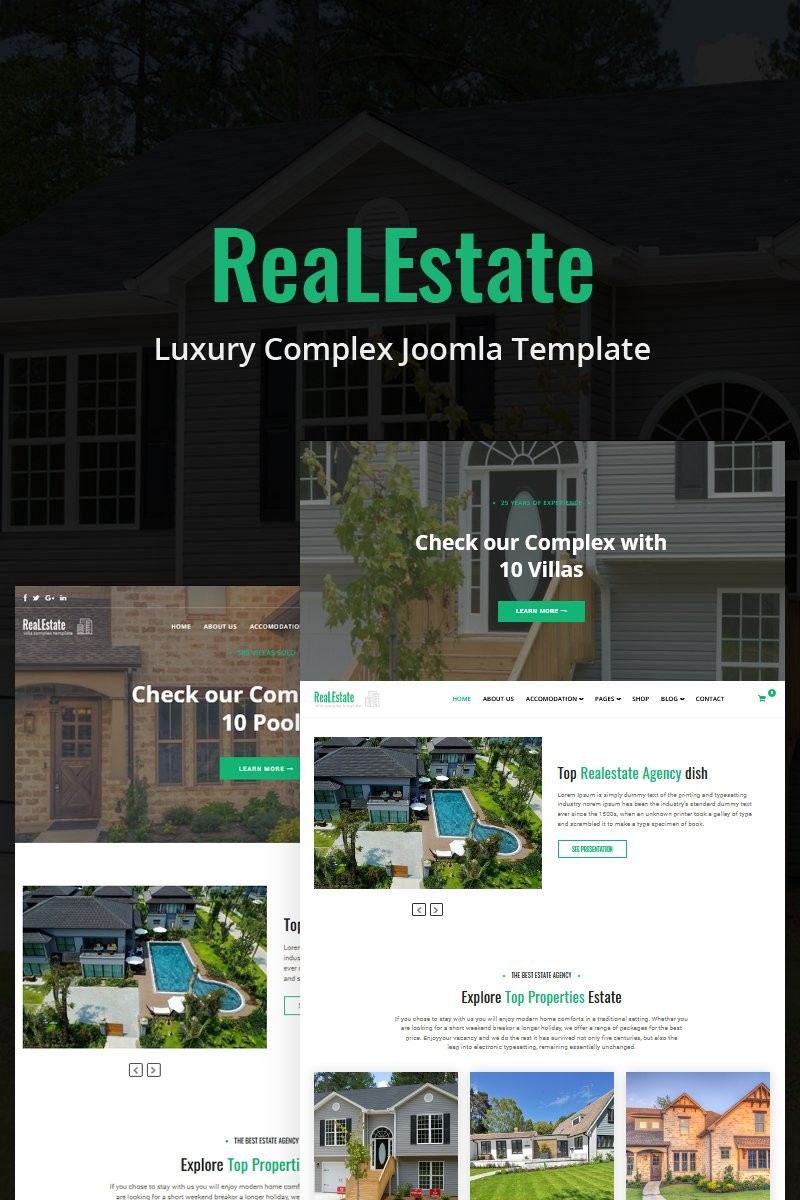 ReaLEstate
Luxury Complex Joomla Template
25 YEARS OF EXPERIENCE
Check our Complex with
10 Villas
LEARN MORE
ReaLEstate
HOME ABOUT US ACCOMODATION PAGES SHOP BLOG CONTACT
0
Top Realestate Agency dish
Lorem Ipsum is simply dummy text of the printing and typesetting
industry norem ipsum has been the industry's standard dummy text
ever since the 1500s, when an unknown printer took a galley of type
and scrambled it to make a type specimen of book.
SEE PRESENTATION
THE BEST ESTATE AGENCY
Explore Top Properties Estate
If you chose to stay with us you will enjoy modern home comforts in a traditional setting. Whether you
are looking for a short weekend breakor a longer holiday, we offer a range of packages for the best
price. Enjoyyour vacancy and we do the rest it has survived not only five centuries, but also the
leap into electronic typesetting, remaining essentially unchanged.
ReaLEstate
villa complex template
HOME ABOUT US ACCOMODATIO
580 VILLAS SOLD
Check our Com
10 Pool
LEARN MORE
Top
Lorem
indus
ever s
and s
S
THE BEST ESTATE AGENCY
Explore Top Properti
If you chose to stay with us you will enjoy modern home comf
are looking for a short weekend breakor a longer holiday, we